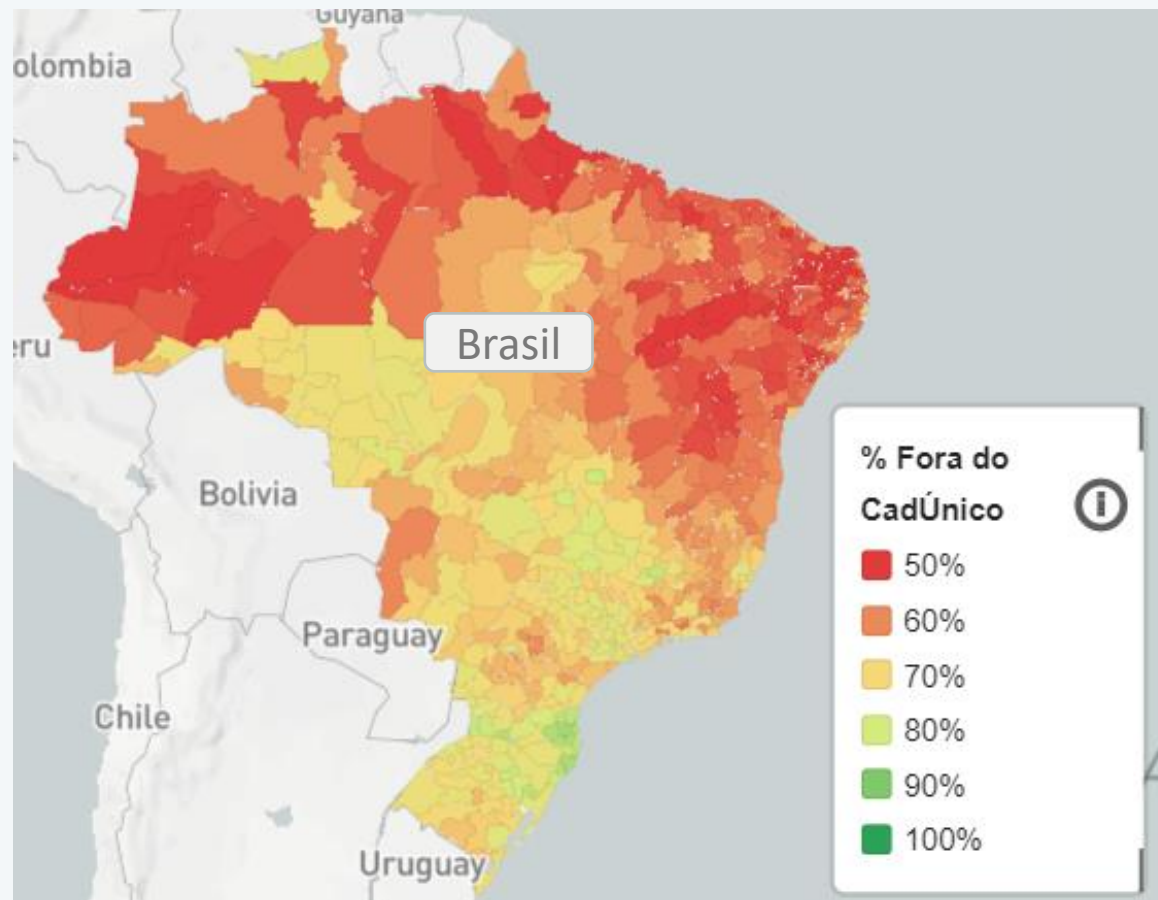 Guyana
olombia
eru
Brasil
Bolivia
Paraguay
Chile
Uruguay
% Fora do
CadÚnico
50%
60%
70%
80%
90%
100%